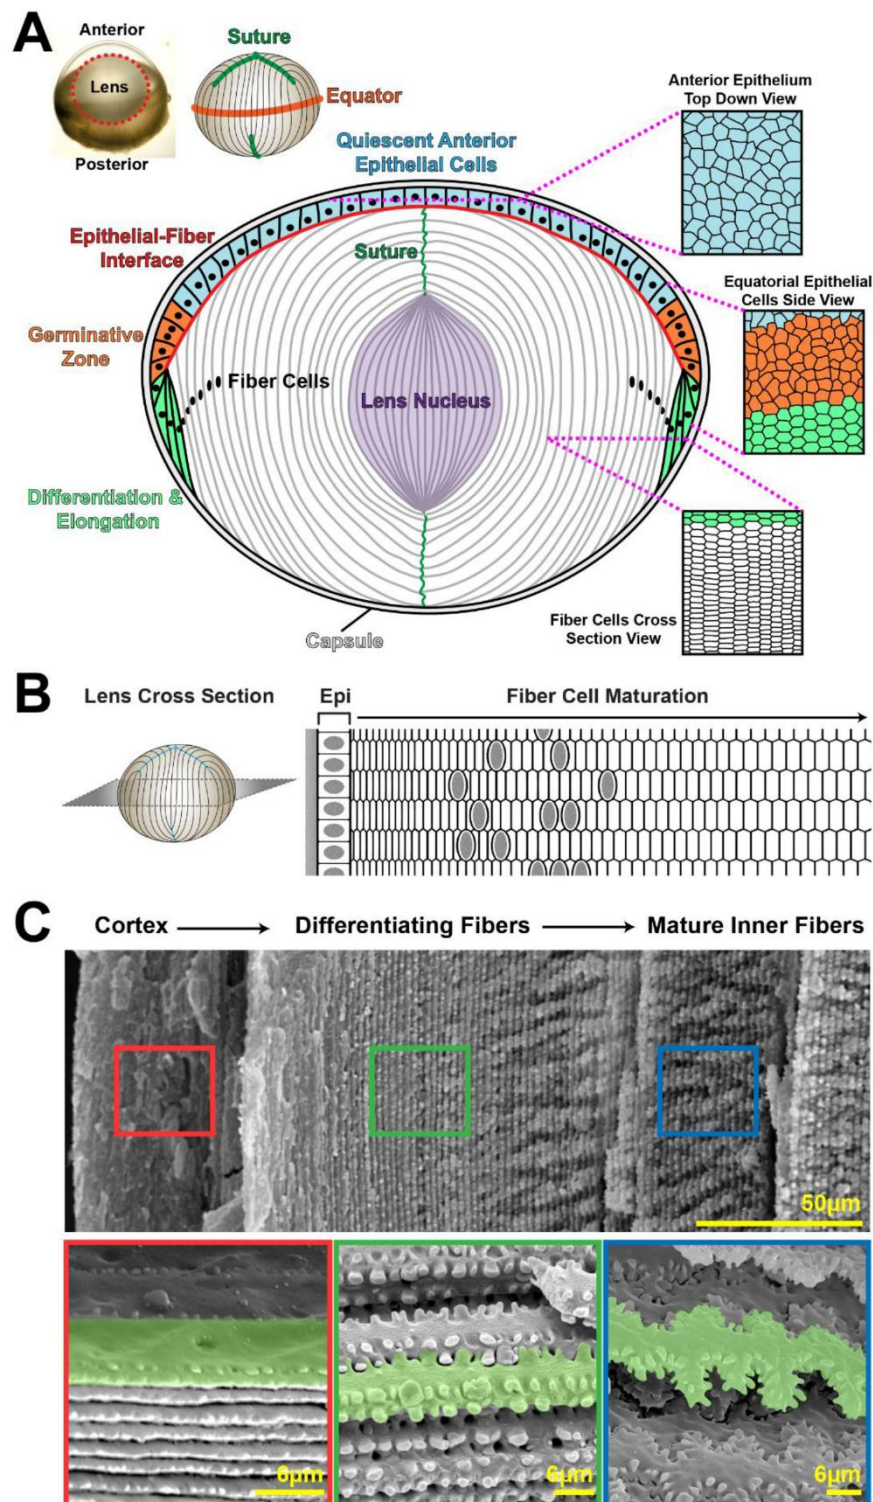 A
Anterior
Lens
Posterior
Suture
Equator
Quiescent Anterior
Epithelial Cells
Anterior Epithelium
Top Down View
Epithelial-Fiber
Interface
Suture
Equatorial Epithelial
Cells Side View
Germinative
Zone
Fiber Cells
Lens Nucleus
Differentiation &
Elongation
Fiber Cells Cross
Section View
Capsule
B
Lens Cross Section
Epi
Fiber Cell Maturation
C
Cortex
Differentiating Fibers
Mature Inner Fibers
50µm
6µm
6µm
6µm